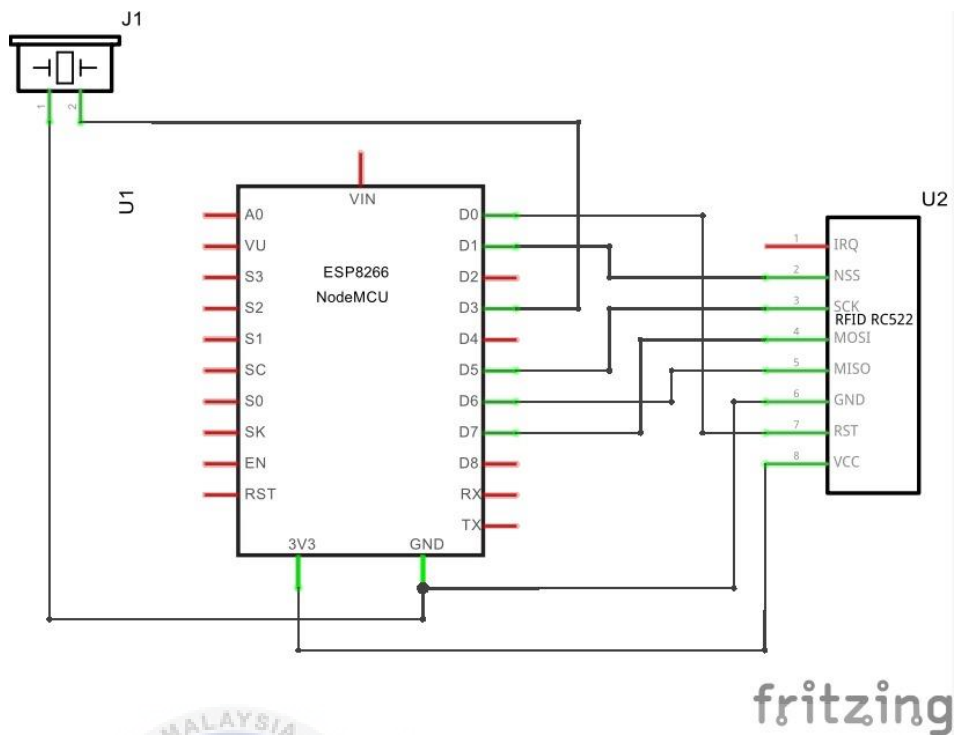 J1
1
2
U1
VIN
A0
VU
S3
S2
S1
SC
S0
SK
EN
RST
ESP8266
NodeMCU
D0
D1
D2
D3
D4
D5
D6
D7
D8
RX
TX
3V3
GND
U2
1 IRQ
2 NSS
3 SCK
RFID RC522
4 MOSI
5 MISO
6 GND
7 RST
8 VCC
fritzing
MALAYSIA